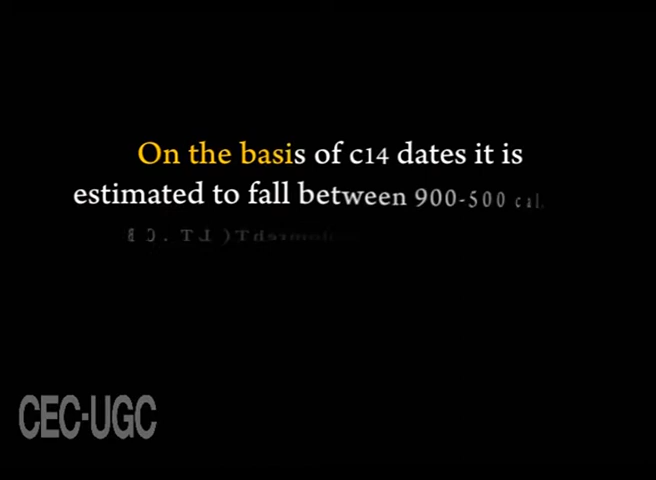 On the basis of c14 dates it is
estimated to fall between 900-500 cal.
CEC-UGC